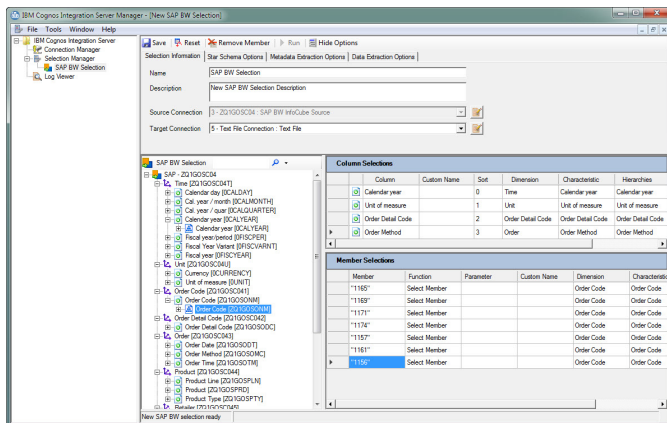 IBM Cognos Integration Server Manager - [New SAP BW Selection]
File Tools Window Help
IBM Cognos Integration Server
Connection Manager
Selection Manager
SAP BW Selection
Log Viewer
Save Reset Remove Member Run Hide Options
Selection Information Star Schema Options Metadata Extraction Options Data Extraction Options
Name SAP BW Selection
Description New SAP BW Selection Description
Source Connection 3 - ZQ1GOSC04 : SAP BW InfoCube Source
Target Connection 5 - Text File Connection : Text File
SAP BW Selection
SAP - ZQ1GOSC04
Time [ZQ1GOSC04T]
Calendar day [0CALDAY]
Cal. year / month [0CALMONTH]
Cal. year / quar [0CALQUARTER]
Calendar year [0CALYEAR]
Calendar year [0CALYEAR]
Fiscal year/period [0FISCPER]
Fiscal Year Variant [0FISCVARNT]
Fiscal year [0FISCYEAR]
Unit [ZQ1GOSC04U]
Currency [0CURRENCY]
Unit of measure [0UNIT]
Order Code [ZQ1GOSC041]
Order Code [ZQ1GOSONM]
Order Code [ZQ1GOSONM]
Order Detail Code [ZQ1GOSC042]
Order Detail Code [ZQ1GOSODC]
Order [ZQ1GOSC043]
Order Date [ZQ1GOSODT]
Order Method [ZQ1GOSOMC]
Order Time [ZQ1GOSOTM]
Product [ZQ1GOSC044]
Product Line [ZQ1GOSPLN]
Product [ZQ1GOSPRD]
Product Type [ZQ1GOSPTY]
Retailer [ZQ1GOSC045]
Column Selections
Column Custom Name Sort Dimension Characteristic Hierarchies
Calendar year 0 Time Calendar year Calendar year
Unit of measure 1 Unit Unit of measure Unit of measure
Order Detail Code 2 Order Detail Code Order Detail Code Order Detail Code
Order Method 3 Order Order Method Order Method
Member Selections
Member Function Parameter Custom Name Dimension Characteristic
"1165" Select Member Order Code Order Code
"1169" Select Member Order Code Order Code
"1171" Select Member Order Code Order Code
"1174" Select Member Order Code Order Code
"1157" Select Member Order Code Order Code
"1161" Select Member Order Code Order Code
"1156" Select Member Order Code Order Code
New SAP BW selection ready